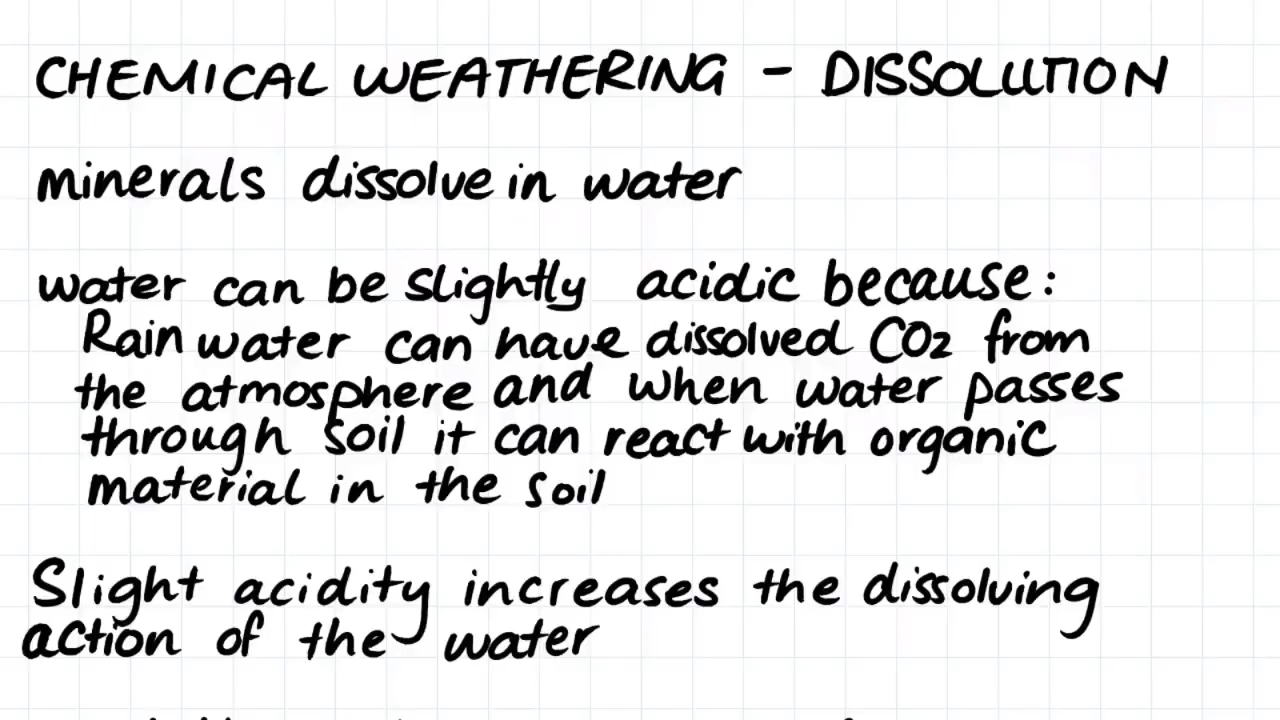 CHEMICAL WEATHERING - DISSOLUTION
minerals dissolve in water
water can be slightly acidic because:
Rain water can have dissolved CO2 from
the atmosphere and when water passes
through soil it can react with organic
material in the soil
Slight acidity increases the dissolving
action of the water